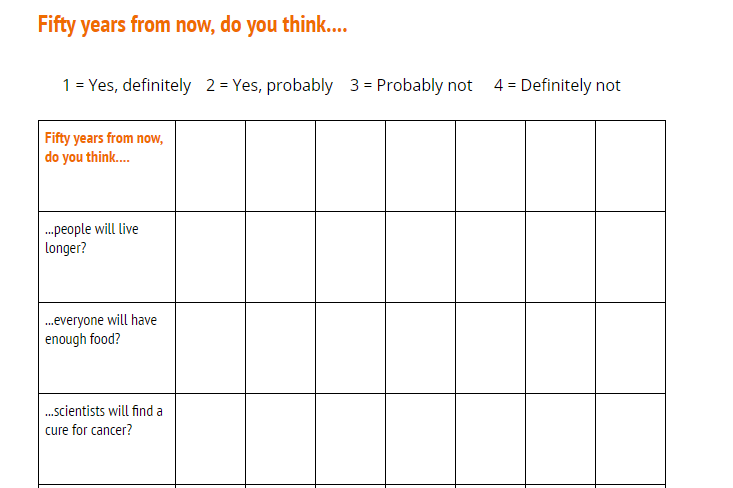 Fifty years from now, do you think....
1 = Yes, definitely 2 = Yes, probably 3 = Probably not 4 = Definitely not
Fifty years from now,
do you think....
...people will live
longer?
...everyone will have
enough food?
...scientists will find a
cure for cancer?